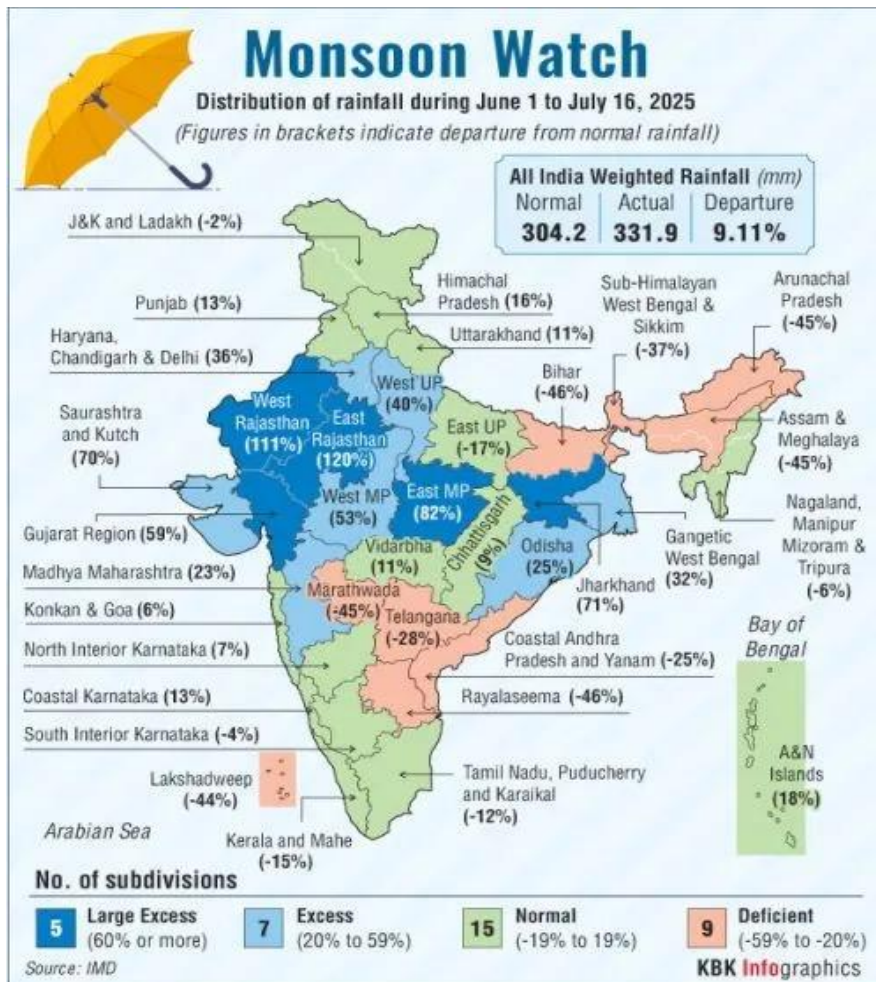 Monsoon Watch
Distribution of rainfall during June 1 to July 16, 2025
(Figures in brackets indicate departure from normal rainfall)
All India Weighted Rainfall (mm)
Normal Actual Departure
304.2 331.9 9.11%
J&K and Ladakh (-2%)
Himachal
Pradesh (16%)
Sub-Himalayan
West Bengal &
Sikkim
(-37%)
Arunachal
Pradesh
(-45%)
Punjab (13%)
Uttarakhand (11%)
Haryana,
Chandigarh & Delhi (36%)
West UP
(40%)
Bihar
(-46%)
West
Rajasthan
(111%)
East
Rajasthan
(120%)
East UP
(-17%)
Saurashtra
and Kutch
(70%)
Assam &
Meghalaya
(-45%)
West MP
(53%)
East MP
(82%)
Nagaland,
Manipur
Mizoram &
Tripura
(-6%)
Gujarat Region (59%)
Vidarbha
(11%)
Chhattisgarh
(9%)
Odisha
(25%)
Gangetic
West Bengal
(32%)
Madhya Maharashtra (23%)
Marathwada
(-45%)
Jharkhand
(71%)
Konkan & Goa (6%)
Telangana
(-28%)
Coastal Andhra
Pradesh and Yanam (-25%)
Bay of
Bengal
North Interior Karnataka (7%)
Coastal Karnataka (13%)
Rayalaseema (-46%)
South Interior Karnataka (-4%)
Lakshadweep
(-44%)
Tamil Nadu, Puducherry
and Karaikal
(-12%)
A&N
Islands
(18%)
Arabian Sea
Kerala and Mahe
(-15%)
No. of subdivisions
5 Large Excess
(60% or more)
7 Excess
(20% to 59%)
15 Normal
(-19% to 19%)
9 Deficient
(-59% to -20%)
Source: IMD
KBK Infographics